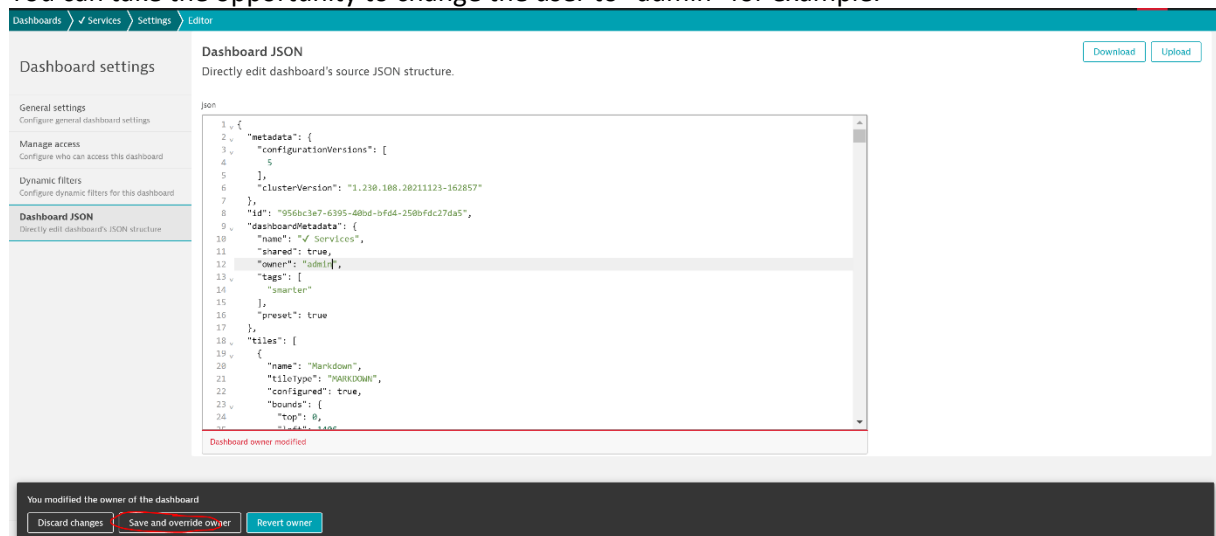 You can take the opportunity to change the user to "admin" for example.
Dashboards ✓ Services Settings Editor
Dashboard settings
General settings
Configure general dashboard settings
Manage access
Configure who can access this dashboard
Dynamic filters
Configure dynamic filters for this dashboard
Dashboard JSON
Directly edit dashboard's JSON structure
Dashboard JSON
Directly edit dashboard's source JSON structure.
Download Upload
json
1 {
2 "metadata": {
3 "configurationVersions": [
4 5
5 ],
6 "clusterVersion": "1.230.108.20211123-162857"
7 },
8 "id": "956bc3e7-6395-40bd-bfd4-250bfdc27da5",
9 "dashboardMetadata": {
10 "name": "✓ Services",
11 "shared": true,
12 "owner": "admin",
13 "tags": [
14 "smarter"
15 ],
16 "preset": true
17 },
18 "tiles": [
19 {
20 "name": "Markdown",
21 "tileType": "MARKDOWN",
22 "configured": true,
23 "bounds": {
24 "top": 0,
Dashboard owner modified
You modified the owner of the dashboard
Discard changes Save and override owner Revert owner